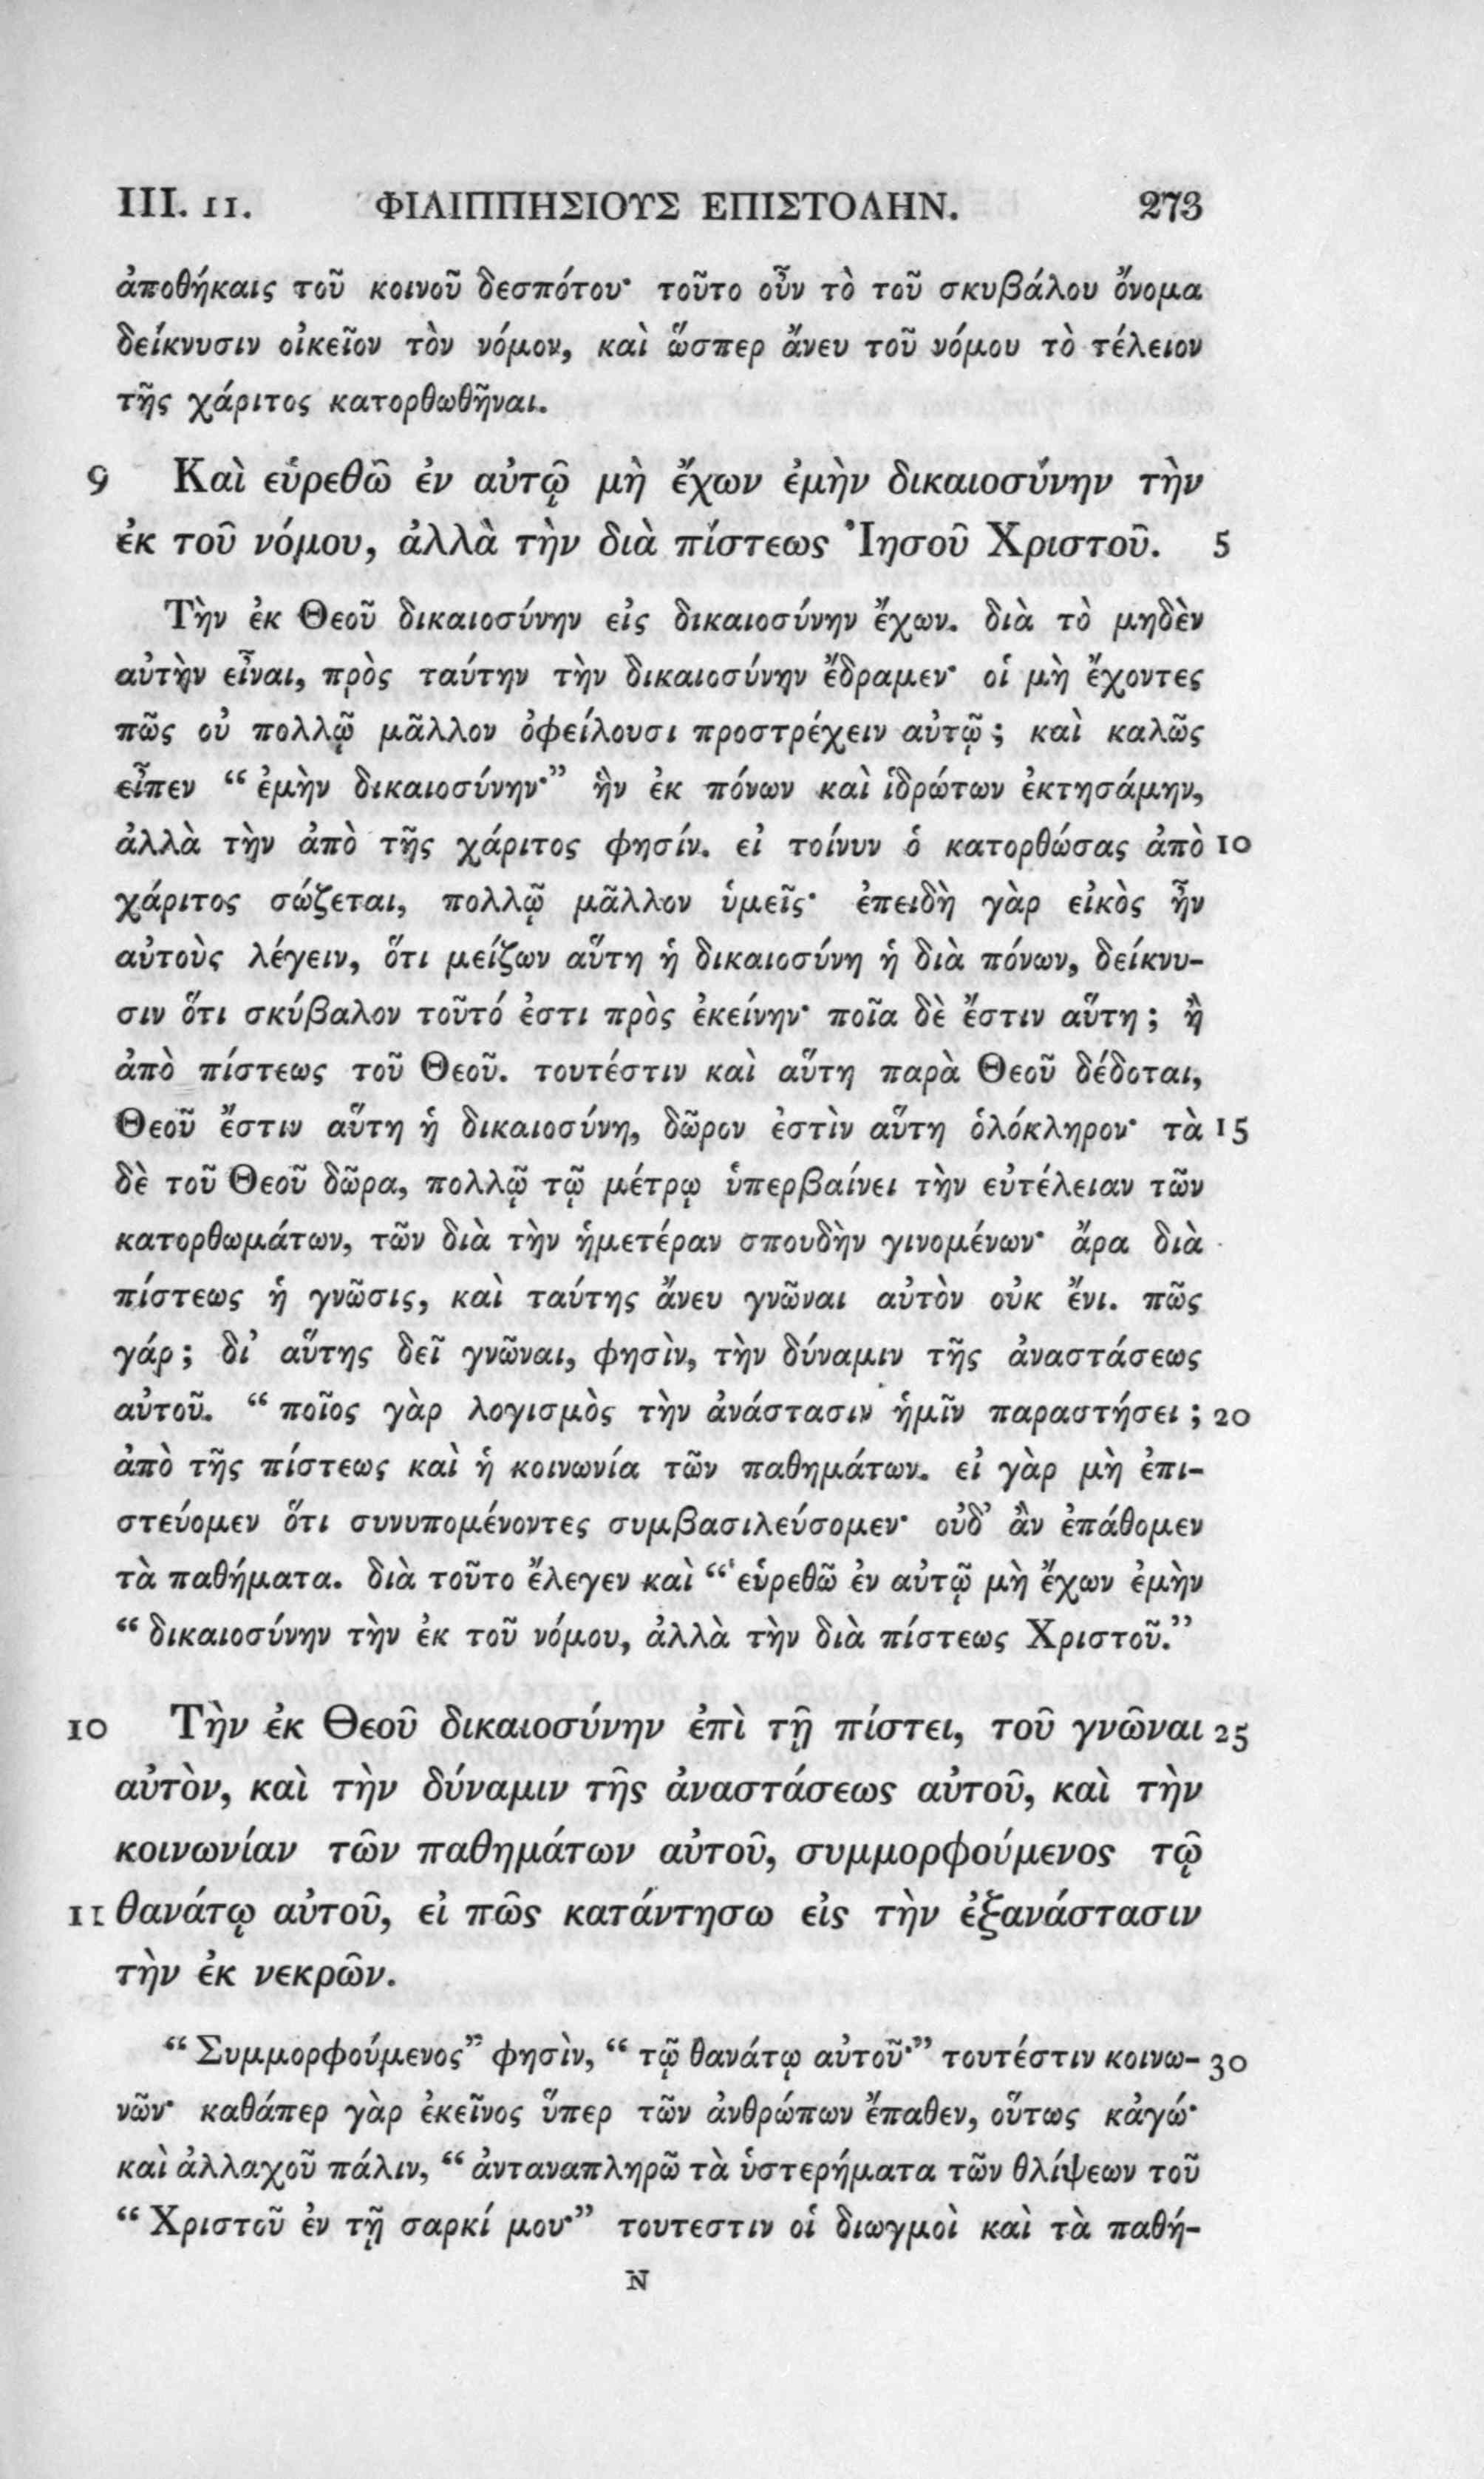 III. 11. ΦΙΛΙΠΠΗΣΙΟΥΣ ΕΠΙΣΤΟΛΗΝ. 273
ἀποθήκαις τοῦ κοινοῦ δεσπότου· τοῦτο οὖν τὸ τοῦ σκυβάλου ὄνομα
δείκνυσιν οἰκεῖον τὸν νόμον, καὶ ὥσπερ ἄνευ τοῦ νόμου τὸ τέλειον
τῆς χάριτος κατορθωθῆναι.
9 Καὶ εὑρεθῶ ἐν αὐτῷ μὴ ἔχων ἐμὴν δικαιοσύνην τὴν
ἐκ τοῦ νόμου, ἀλλὰ τὴν διὰ πίστεως Ἰησοῦ Χριστοῦ. 5
Τὴν ἐκ Θεοῦ δικαιοσύνην εἰς δικαιοσύνην ἔχων. διὰ τὸ μηδὲν
αὐτὴν εἶναι, πρὸς ταύτην τὴν δικαιοσύνην ἔδραμεν· οἱ μὴ ἔχοντες
πῶς οὐ πολλῷ μᾶλλον ὀφείλουσι προστρέχειν αὐτῷ; καὶ καλῶς
εἶπεν “ ἐμὴν δικαιοσύνην·” ἣν ἐκ πόνων καὶ ἱδρώτων ἐκτησάμην,
ἀλλὰ τὴν ἀπὸ τῆς χάριτος φησίν. εἰ τοίνυν ὁ κατορθώσας ἀπὸ 10
χάριτος σώζεται, πολλῷ μᾶλλον ὑμεῖς· ἐπειδὴ γὰρ εἰκὸς ἦν
αὐτοὺς λέγειν, ὅτι μείζων αὕτη ἡ δικαιοσύνη ἡ διὰ πόνων, δείκνυ-
σιν ὅτι σκύβαλον τοῦτό ἐστι πρὸς ἐκείνην· ποῖα δὲ ἔστιν αὕτη; ἢ
ἀπὸ πίστεως τοῦ Θεοῦ. τουτέστιν καὶ αὕτη παρὰ Θεοῦ δέδοται,
Θεοῦ ἔστιν αὕτη ἡ δικαιοσύνη, δῶρον ἐστὶν αὕτη ὁλόκληρον· τὰ 15
δὲ τοῦ Θεοῦ δῶρα, πολλῷ τῷ μέτρῳ ὑπερβαίνει τὴν εὐτέλειαν τῶν
κατορθωμάτων, τῶν διὰ τὴν ἡμετέραν σπουδὴν γινομένων· ἄρα διὰ
πίστεως ἡ γνῶσις, καὶ ταύτης ἄνευ γνῶναι αὐτὸν οὐκ ἔνι. πῶς
γάρ; δι’ αὕτης δεῖ γνῶναι, φησὶν, τὴν δύναμιν τῆς ἀναστάσεως
αὐτοῦ. “ ποῖος γὰρ λογισμὸς τὴν ἀνάστασιν ἡμῖν παραστήσει; 20
ἀπὸ τῆς πίστεως καὶ ἡ κοινωνία τῶν παθημάτων. εἰ γὰρ μὴ ἐπι-
στεύομεν ὅτι συνυπομένοντες συμβασιλεύσομεν· οὐδ’ ἂν ἐπάθομεν
τὰ παθήματα. διὰ τοῦτο ἔλεγεν καὶ “ εὑρεθῶ ἐν αὐτῷ μὴ ἔχων ἐμὴν
“ δικαιοσύνην τὴν ἐκ τοῦ νόμου, ἀλλὰ τὴν διὰ πίστεως Χριστοῦ.”
10 Τὴν ἐκ Θεοῦ δικαιοσύνην ἐπὶ τῇ πίστει, τοῦ γνῶναι 25
αὐτὸν, καὶ τὴν δύναμιν τῆς ἀναστάσεως αὐτοῦ, καὶ τὴν
κοινωνίαν τῶν παθημάτων αὐτοῦ, συμμορφούμενος τῷ
11 θανάτῳ αὐτοῦ, εἰ πῶς κατάντησω εἰς τὴν ἐξανάστασιν
τὴν ἐκ νεκρῶν.
“ Συμμορφούμενος” φησὶν, “ τῷ θανάτῳ αὐτοῦ·” τουτέστιν κοινω- 30
νῶν· καθάπερ γὰρ ἐκεῖνος ὕπερ τῶν ἀνθρώπων ἔπαθεν, οὕτως κἀγώ·
καὶ ἀλλαχοῦ πάλιν, “ ἀνταναπληρῶ τὰ ὑστερήματα τῶν θλίψεων τοῦ
“ Χριστοῦ ἐν τῇ σαρκί μου·” τουτεστιν οἱ διωγμοὶ καὶ τὰ παθή-
N